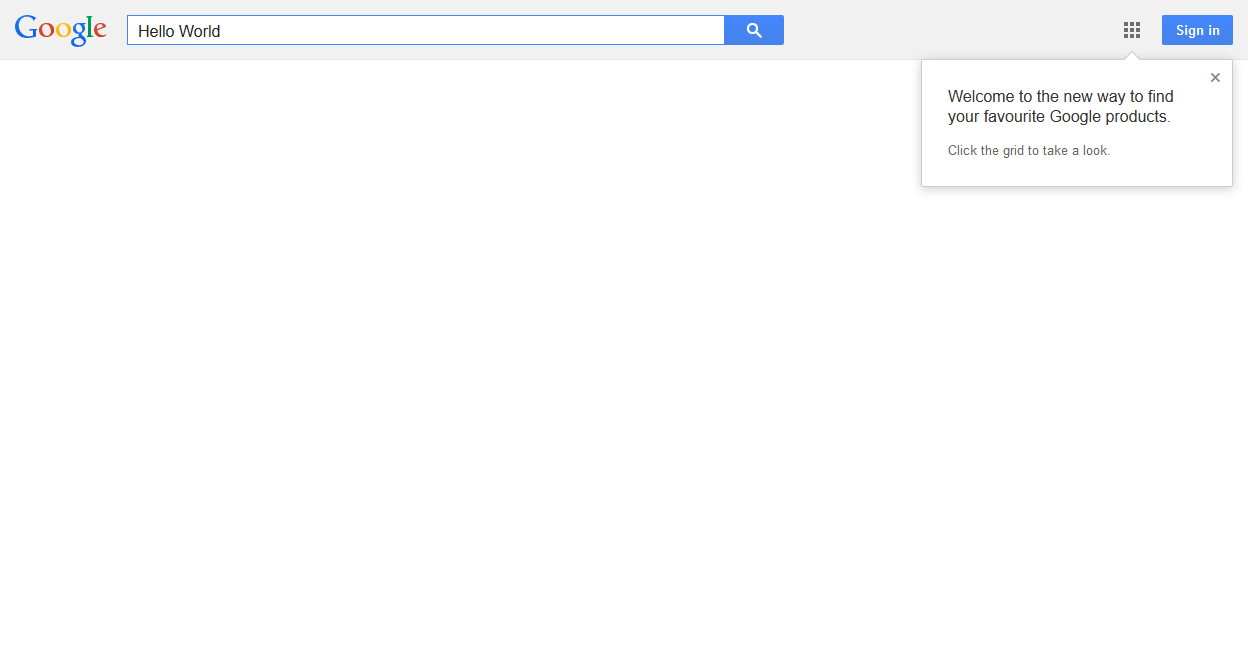 Google
Hello World
Sign in
Welcome to the new way to find
your favourite Google products.
Click the grid to take a look.